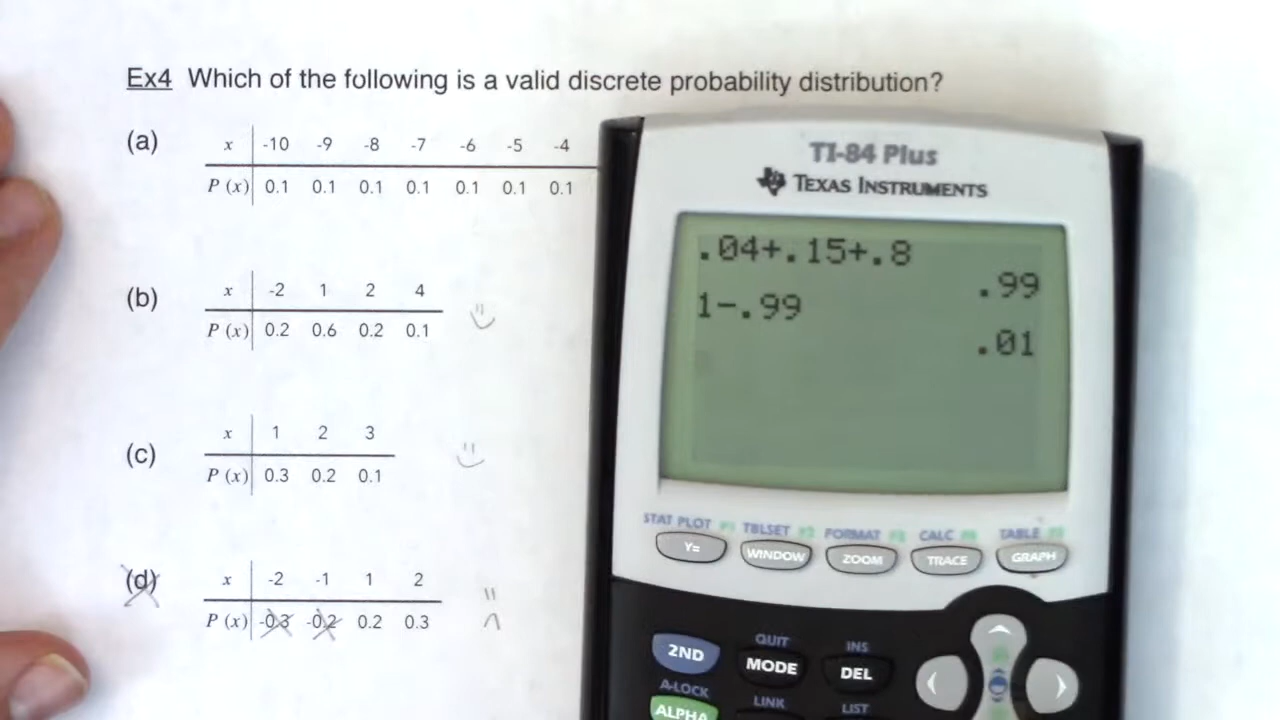 Ex4 Which of the following is a valid discrete probability distribution?
(a)
x -10 -9 -8 -7 -6 -5 -4
P (x) 0.1 0.1 0.1 0.1 0.1 0.1 0.1
(b)
x -2 1 2 4
P (x) 0.2 0.6 0.2 0.1
(c)
x 1 2 3
P (x) 0.3 0.2 0.1
(d)
x -2 -1 1 2
P (x) -0.3 -0.2 0.2 0.3
TI-84 Plus
TEXAS INSTRUMENTS
.04+.15+.8
.99
1-.99
.01
STAT PLOT F1 TBLSET F2 FORMAT F3 CALC F4 TABLE F5
Y= WINDOW ZOOM TRACE GRAPH
QUIT INS
2ND MODE DEL
A-LOCK LINK LIST
ALPHA